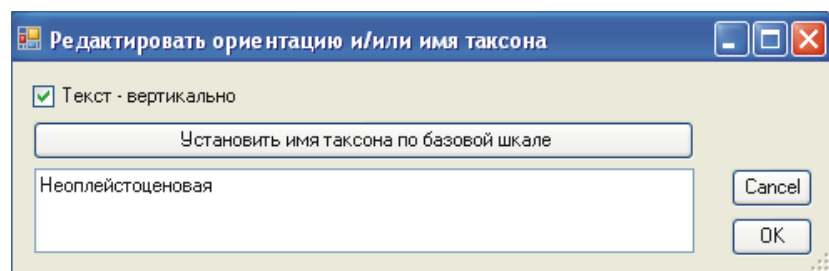 Редактировать ориентацию и/или имя таксона
Текст - вертикально
Установить имя таксона по базовой шкале
Неоплейстоценовая
Cancel
OK